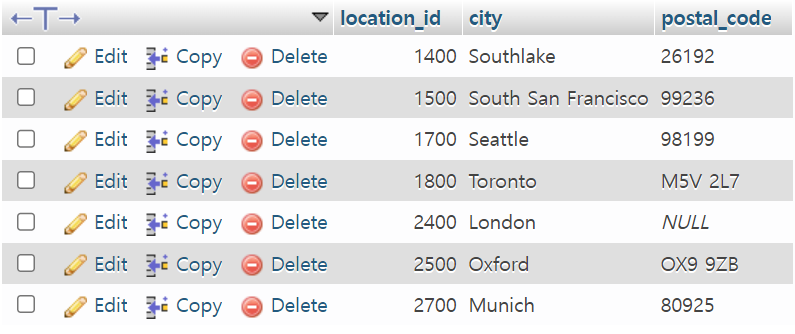 location_id city postal_code
Edit Copy Delete 1400 Southlake 26192
Edit Copy Delete 1500 South San Francisco 99236
Edit Copy Delete 1700 Seattle 98199
Edit Copy Delete 1800 Toronto M5V 2L7
Edit Copy Delete 2400 London NULL
Edit Copy Delete 2500 Oxford OX9 9ZB
Edit Copy Delete 2700 Munich 80925